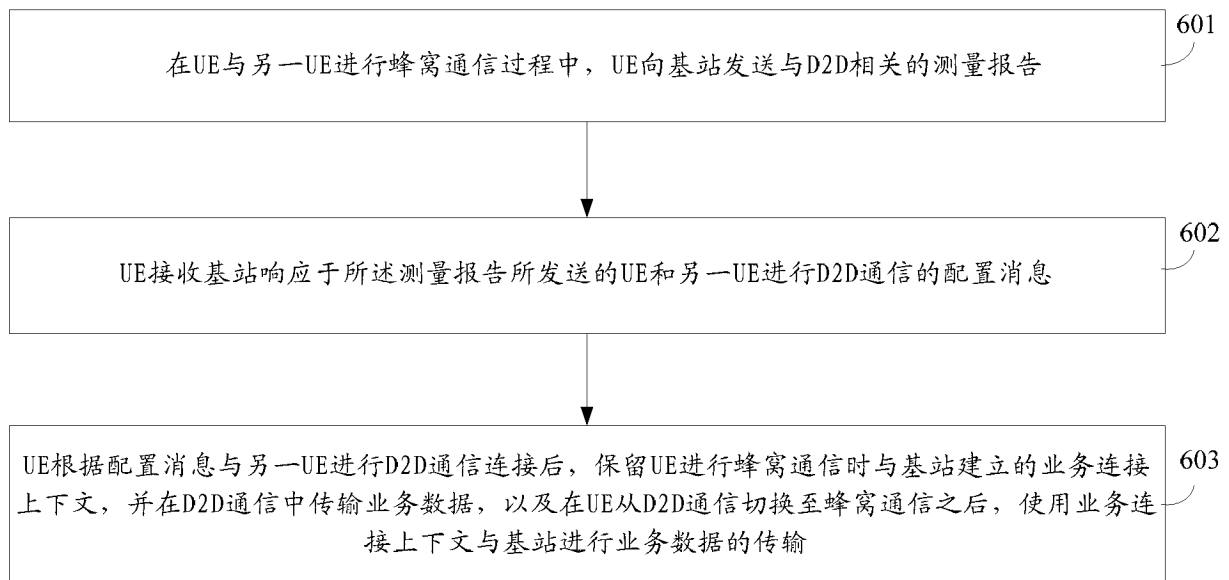 601
在UE与另一UE进行蜂窝通信过程中，UE向基站发送与D2D相关的测量报告
602
UE接收基站响应于所述测量报告所发送的UE和另一UE进行D2D通信的配置消息
603
UE根据配置消息与另一UE进行D2D通信连接后，保留UE进行蜂窝通信时与基站建立的业务连接
上下文，并在D2D通信中传输业务数据，以及在UE从D2D通信切换至蜂窝通信之后，使用业务连
接上下文与基站进行业务数据的传输